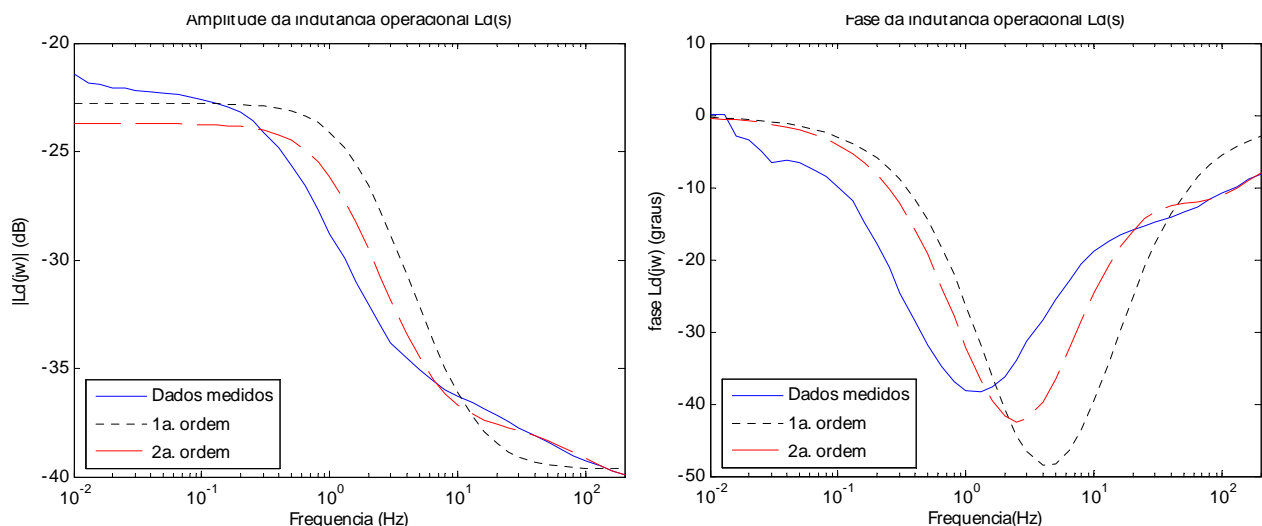 Amplitude da indutancia operacional Ld(s)
-20
-25
-30
-35
-40
|Ld(jw)| (dB)
Dados medidos
1a. ordem
2a. ordem
10^-2
10^-1
10^0
10^1
10^2
Frequencia (Hz)
Fase da indutancia operacional Ld(s)
10
0
-10
-20
-30
-40
-50
fase Ld(jw) (graus)
Dados medidos
1a. ordem
2a. ordem
10^-2
10^-1
10^0
10^1
10^2
Frequencia(Hz)